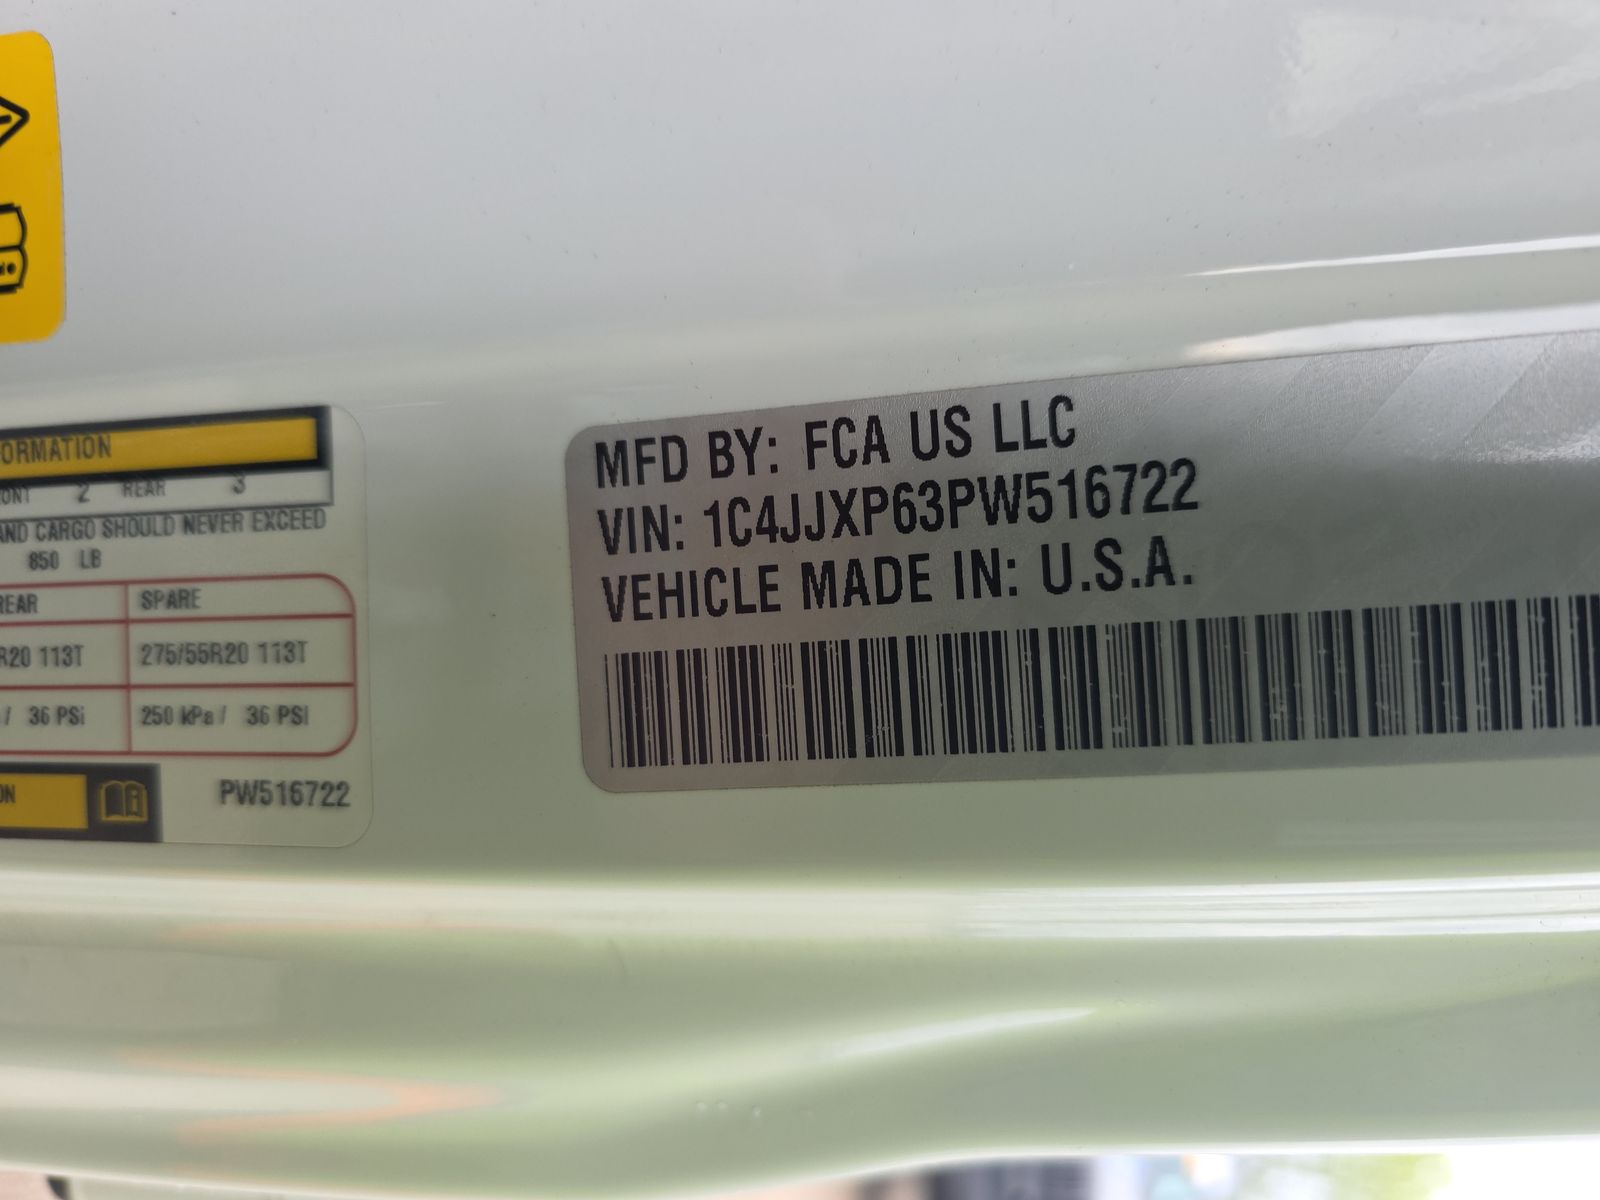 ORMATION
ONT 2 REAR 3
AND CARGO SHOULD NEVER EXCEED
850 LB
REAR SPARE
R20 113T 275/55R20 113T
/ 36 PSI 250 kPa / 36 PSI
ON
PW516722
MFD BY: FCA US LLC
VIN: 1C4JJXP63PW516722
VEHICLE MADE IN: U.S.A.